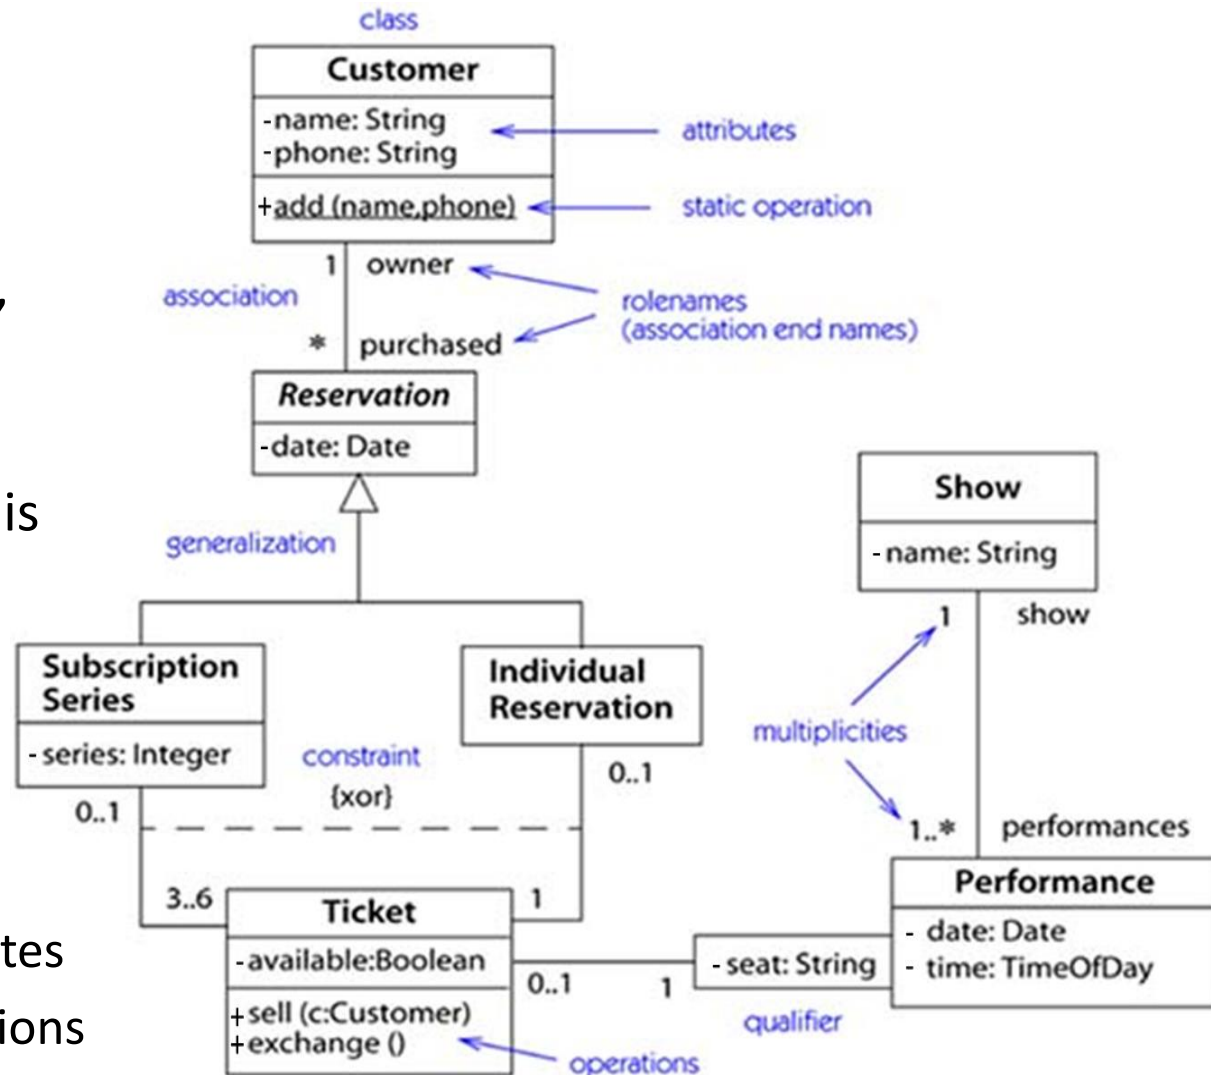 class
Customer
-name: String
-phone: String
attributes
+add (name,phone)
static operation
1 owner
association
rolenames
(association end names)
,
* purchased
Reservation
-date: Date
Show
is
-name: String
generalization
1 show
Subscription
Series
Individual
Reservation
-series: Integer
constraint
{xor}
multiplicities
0..1
0..1
1..* performances
Performance
3..6
1
Ticket
- date: Date
tes
-available:Boolean
-seat: String
- time: TimeOfDay
0..1
1
+sell (c:Customer)
qualifier
ions
+exchange ()
operations